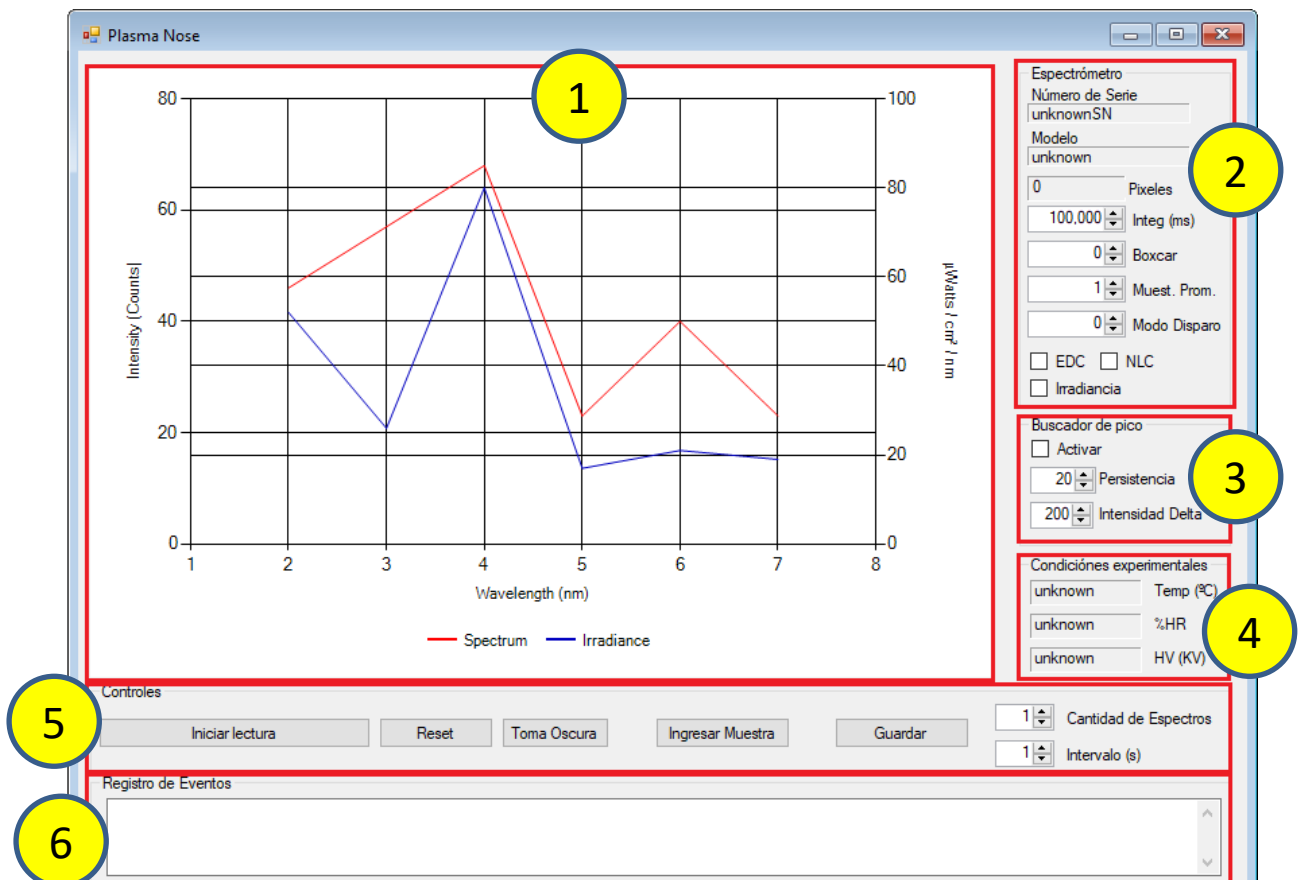 Plasma Nose
1
80
60
40
20
0
100
80
60
40
20
0
Intensity (Counts)
µWatts / cm² / nm
1 2 3 4 5 6 7 8
Wavelength (nm)
Spectrum Irradiance
2
Espectrómetro
Número de Serie
unknownSN
Modelo
unknown
0 Pixeles
100,000 Integ (ms)
0 Boxcar
1 Muest. Prom.
0 Modo Disparo
EDC NLC
Irradiancia
3
Buscador de pico
Activar
20 Persistencia
200 Intensidad Delta
4
Condiciónes experimentales
unknown Temp (ºC)
unknown %HR
unknown HV (KV)
5
Controles
Iniciar lectura Reset Toma Oscura Ingresar Muestra Guardar
1 Cantidad de Espectros
1 Intervalo (s)
6
Registro de Eventos